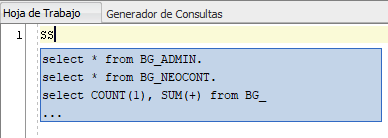 Hoja de Trabajo Generador de Consultas
1 SS
select * from BG_ADMIN.
select * from BG_NEOCONT.
select COUNT(1), SUM(+) from BG_
...